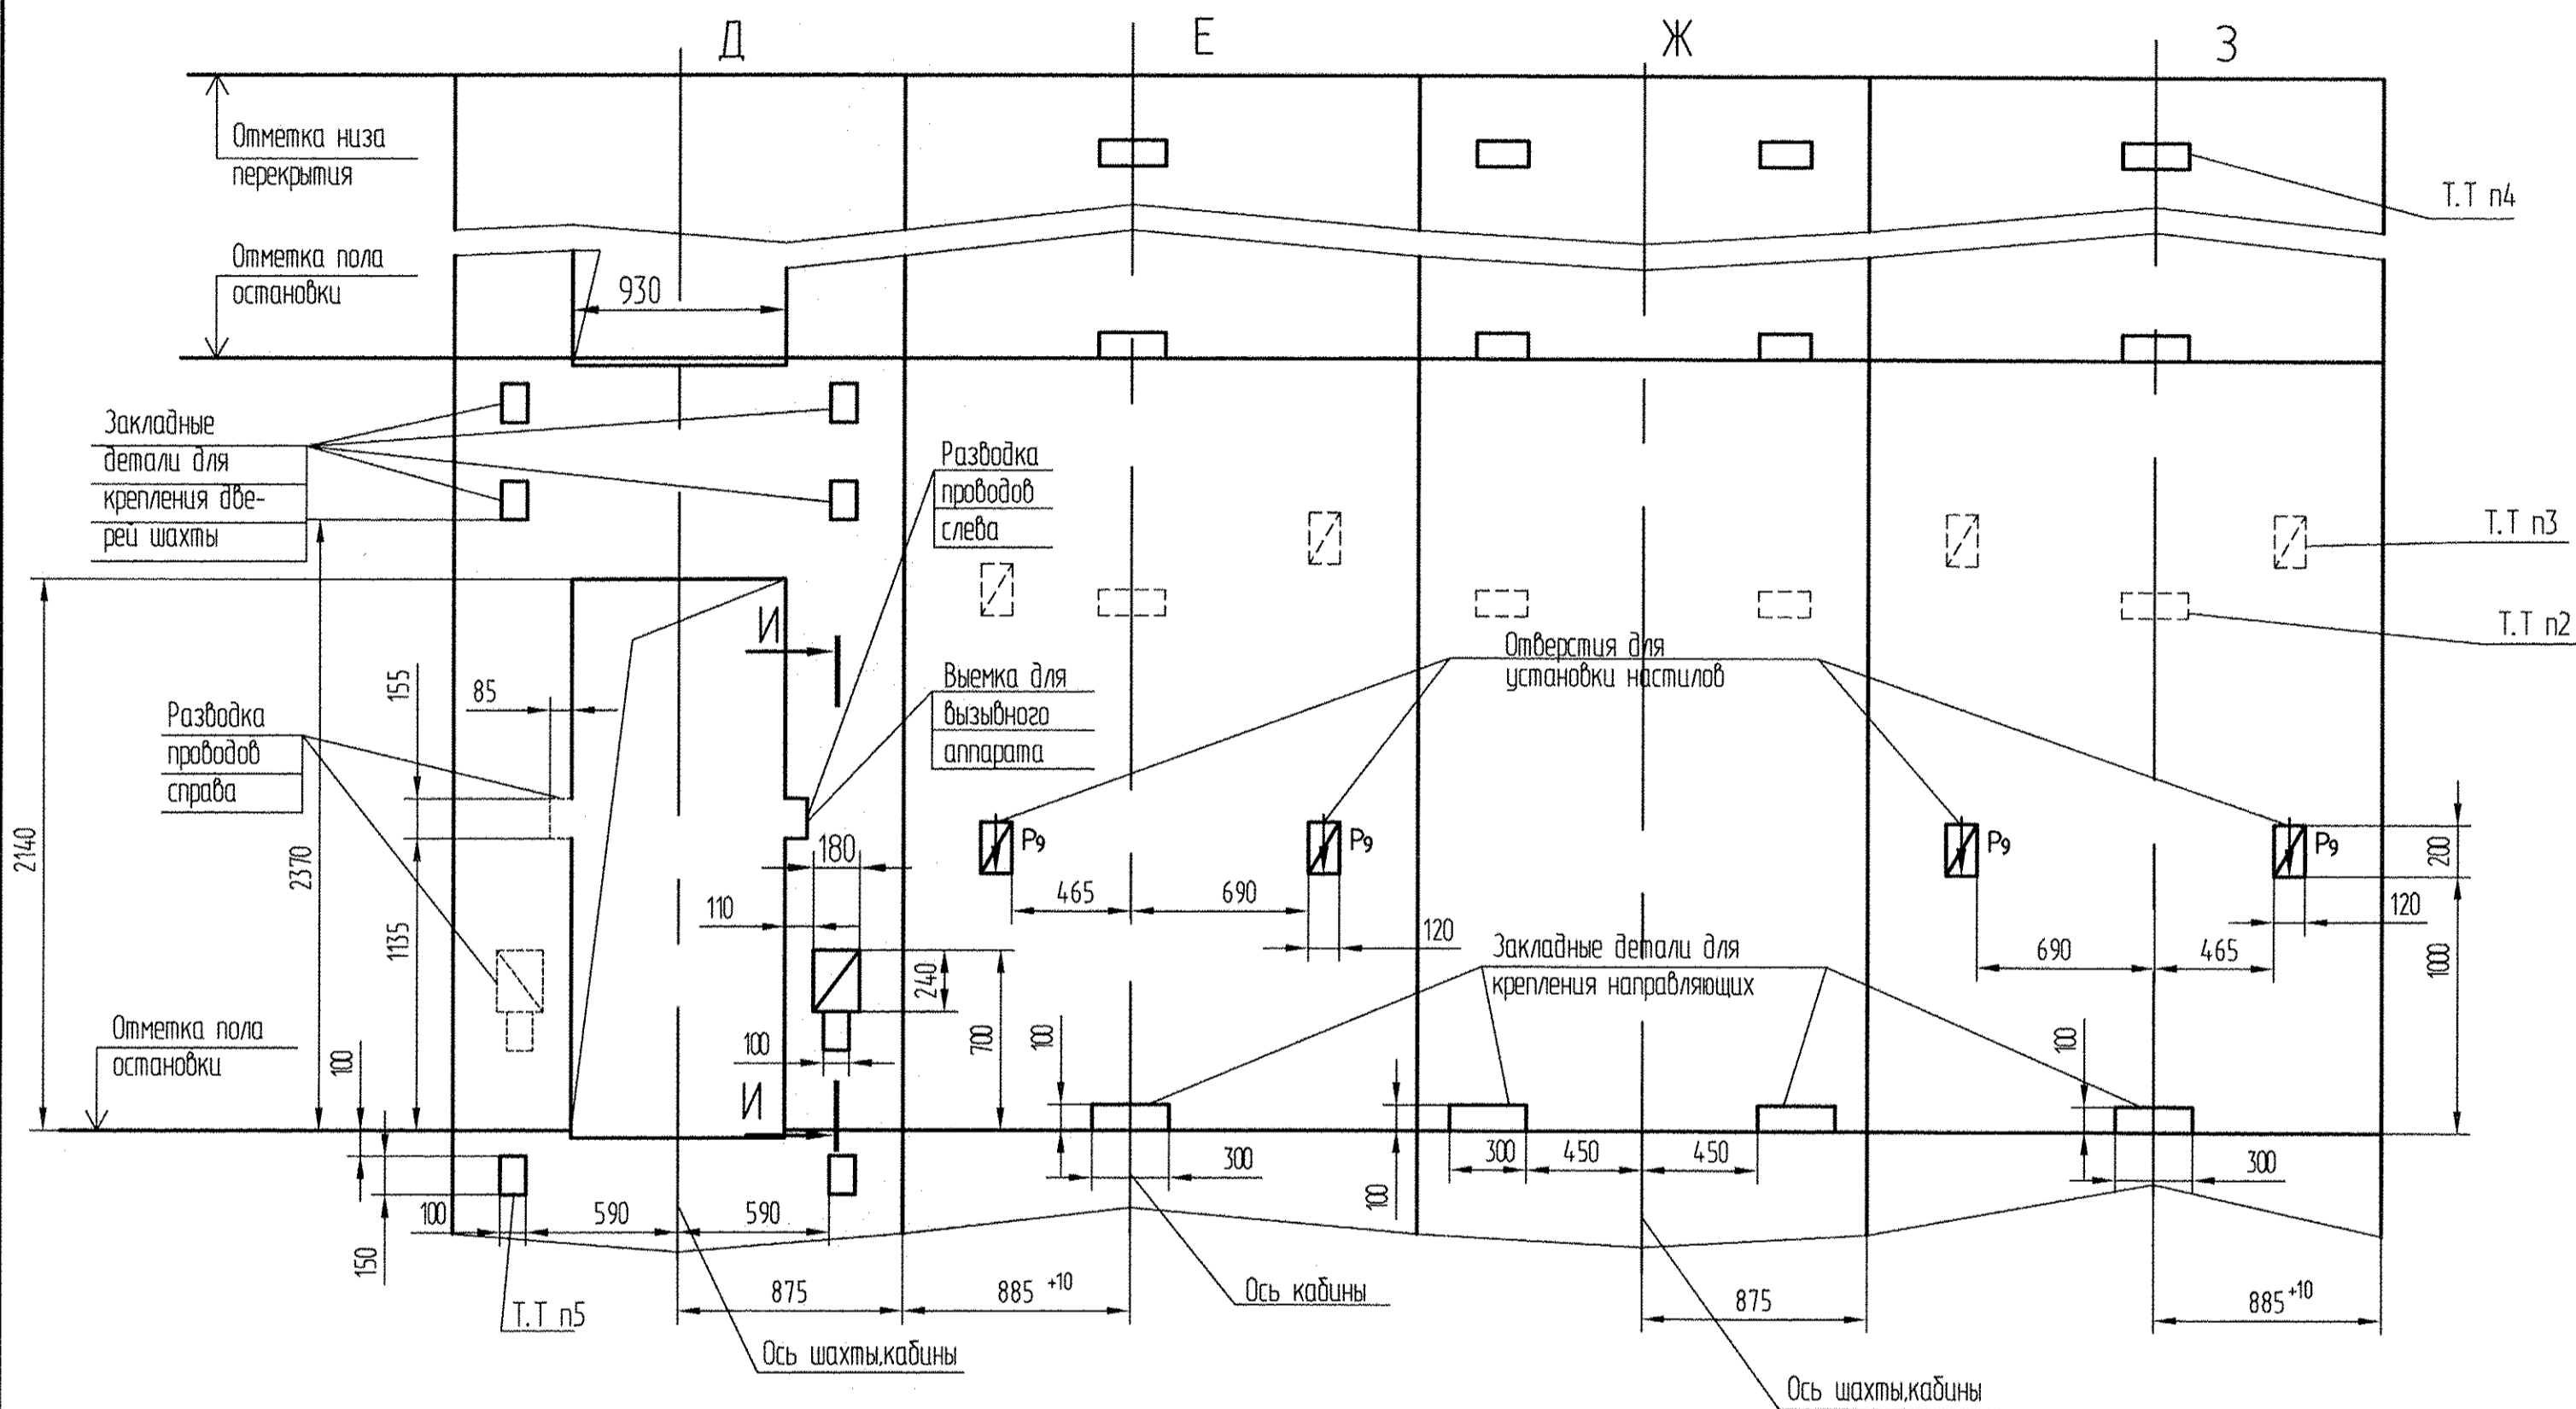 Д
Е
Ж
З
Отметка низа
перекрытия
Т.Т п4
Отметка пола
остановки
930
Закладные
детали для
крепления две-
рей шахты
Разводка
проводов
слева
Т.Т п3
Т.Т п2
И
Отверстия для
установки настилов
155
85
Выемка для
вызывного
аппарата
Разводка
проводов
справа
2140
2370
1135
180
110
P9
P9
P9
P9
200
465
690
120
120
690
465
1000
240
700
Закладные детали для
крепления направляющих
Отметка пола
остановки
100
100
И
100
100
300
300
450
450
100
300
100
590
590
150
875
885 +10
Ось кабины
875
885 +10
Т.Т п5
Ось шахты,кабины
Ось шахты,кабины